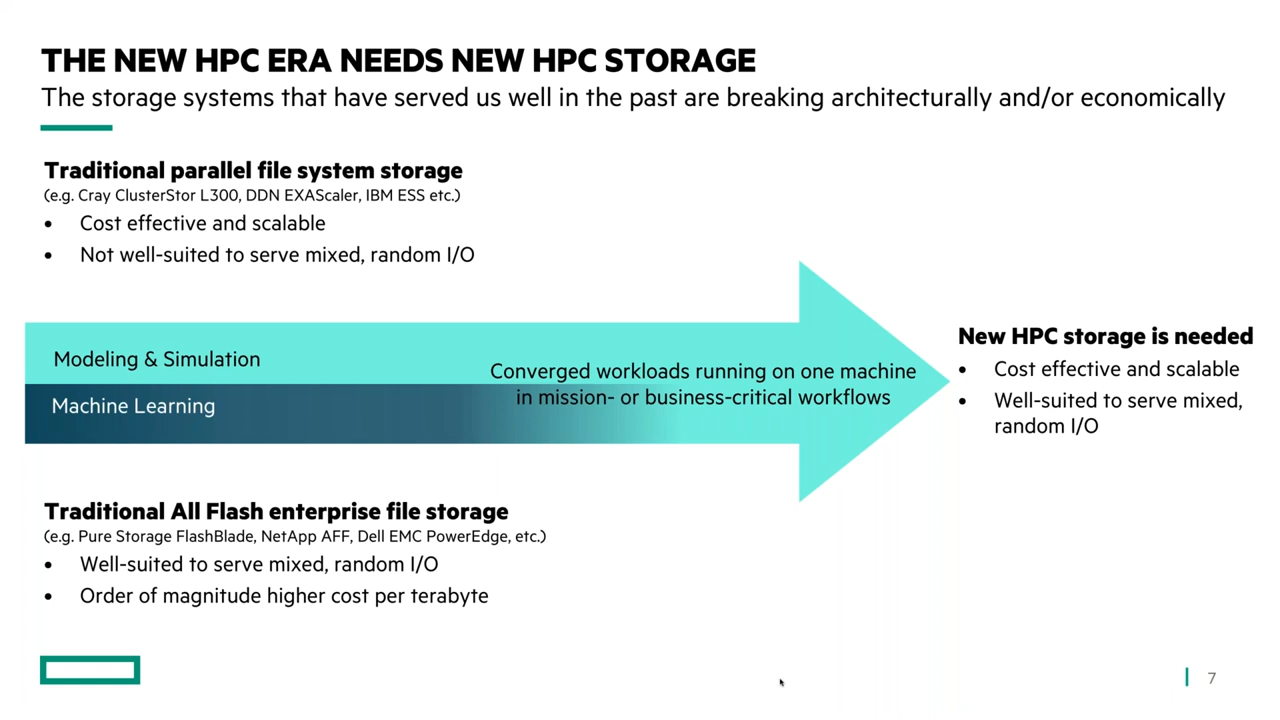 THE NEW HPC ERA NEEDS NEW HPC STORAGE
The storage systems that have served us well in the past are breaking architecturally and/or economically
Traditional parallel file system storage
(e.g. Cray ClusterStor L300, DDN EXAScaler, IBM ESS etc.)
• Cost effective and scalable
• Not well-suited to serve mixed, random I/O
Modeling & Simulation
Machine Learning
Converged workloads running on one machine
in mission- or business-critical workflows
New HPC storage is needed
• Cost effective and scalable
• Well-suited to serve mixed,
random I/O
Traditional All Flash enterprise file storage
(e.g. Pure Storage FlashBlade, NetApp AFF, Dell EMC PowerEdge, etc.)
• Well-suited to serve mixed, random I/O
• Order of magnitude higher cost per terabyte
7